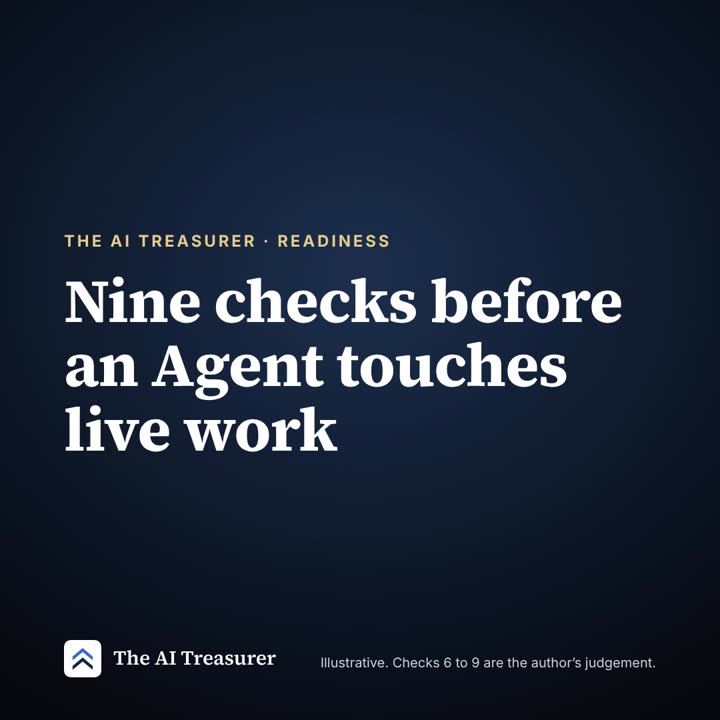 THE AI TREASURER · READINESS
Nine checks before
an Agent touches
live work
The AI Treasurer
Illustrative. Checks 6 to 9 are the author’s judgement.